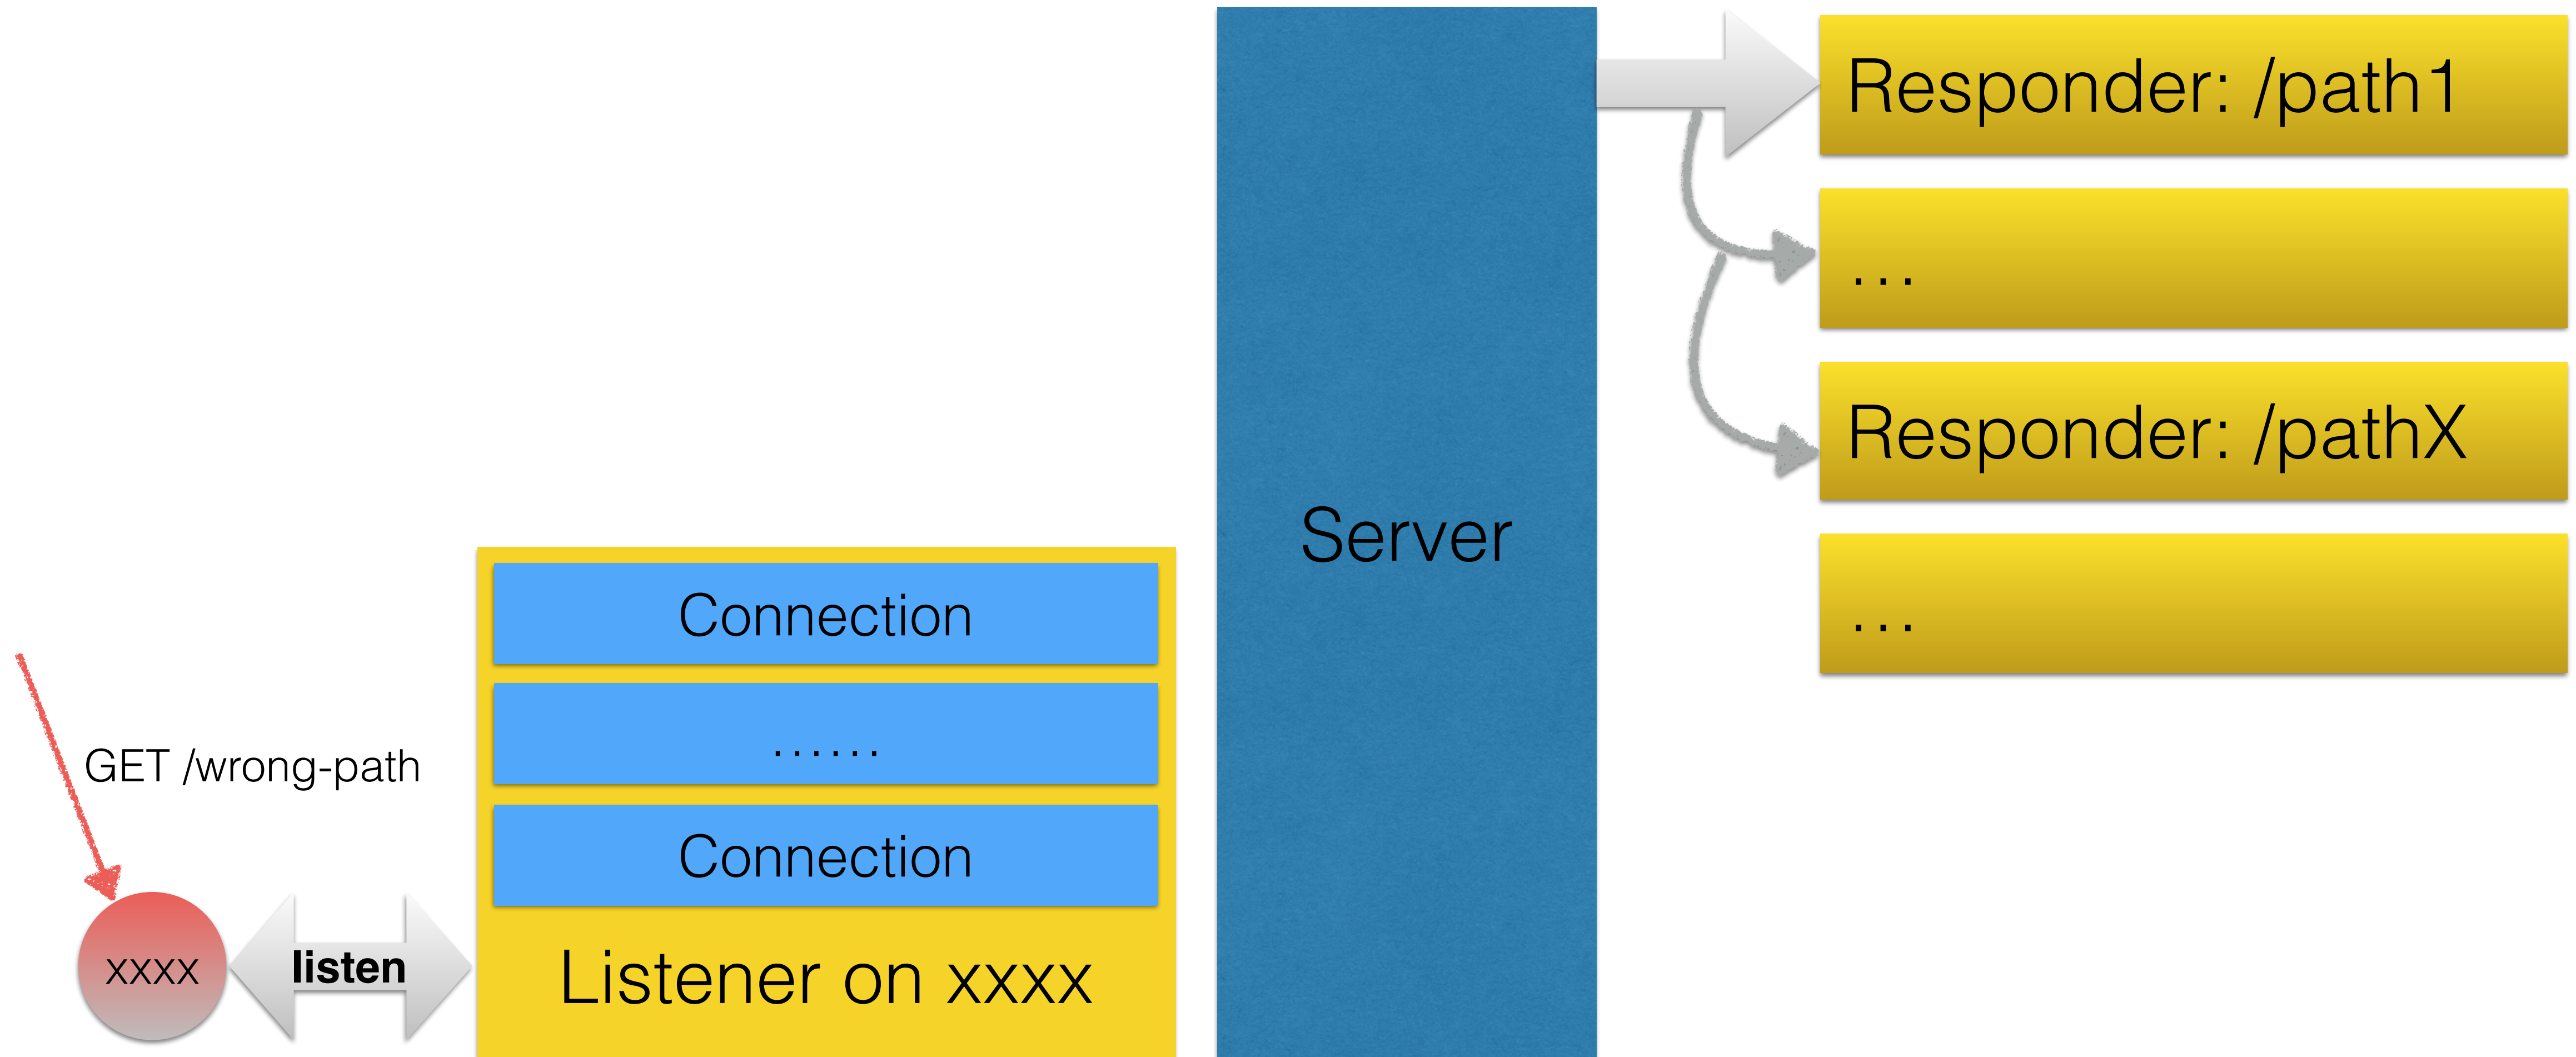 Responder: /path1
...
Responder: /pathX
...
Server
Connection
......
Connection
Listener on xxxx
GET /wrong-path
xxxx
listen